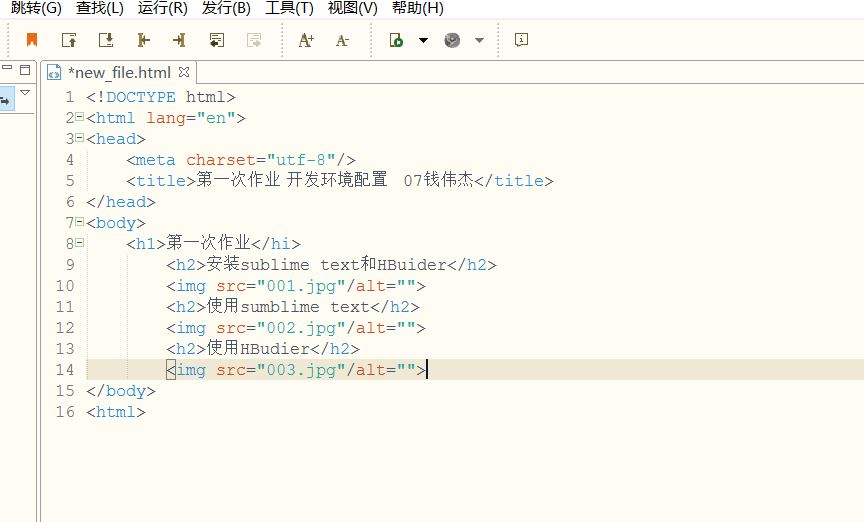 跳转(G) 查找(L) 运行(R) 发行(B) 工具(T) 视图(V) 帮助(H)
A+ A-
*new_file.html
1 <!DOCTYPE html>
2 <html lang="en">
3 <head>
4 <meta charset="utf-8"/>
5 <title>第一次作业 开发环境配置 07钱伟杰</title>
6 </head>
7 <body>
8 <h1>第一次作业</hi>
9 <h2>安装sublime text和HBuider</h2>
10 <img src="001.jpg"/alt="">
11 <h2>使用sumblime text</h2>
12 <img src="002.jpg"/alt="">
13 <h2>使用HBudier</h2>
14 <img src="003.jpg"/alt="">
15 </body>
16 <html>